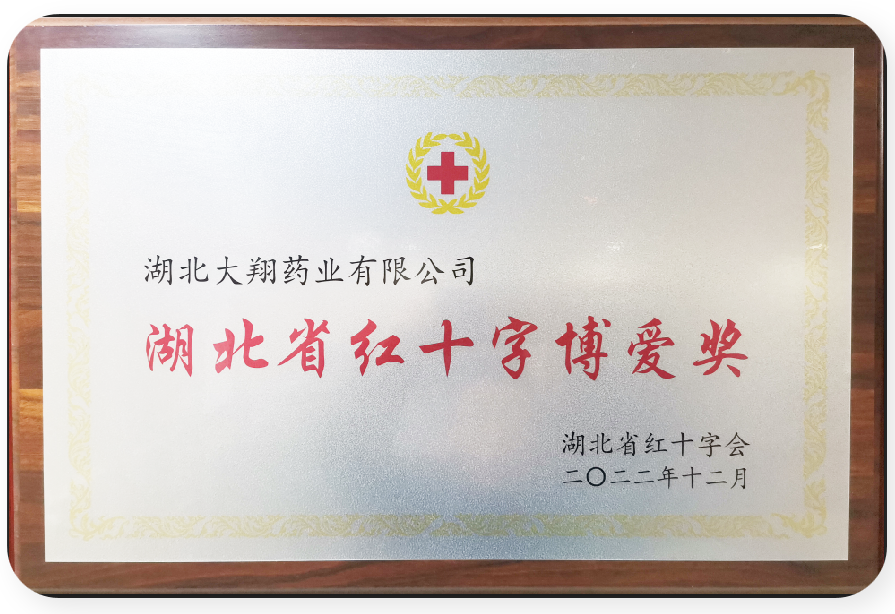 湖北大翔药业有限公司
湖北省红十字博爱奖
湖北省红十字会
二〇二二年十二月